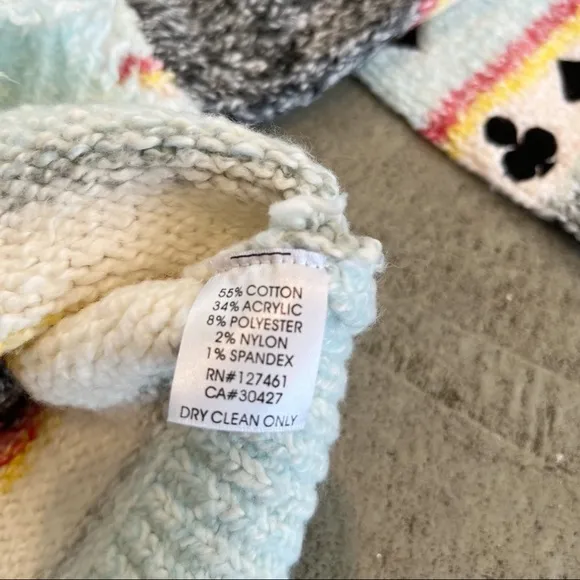 55% COTTON
34% ACRYLIC
8% POLYESTER
2% NYLON
1% SPANDEX
RN#127461
CA#30427
DRY CLEAN ONLY